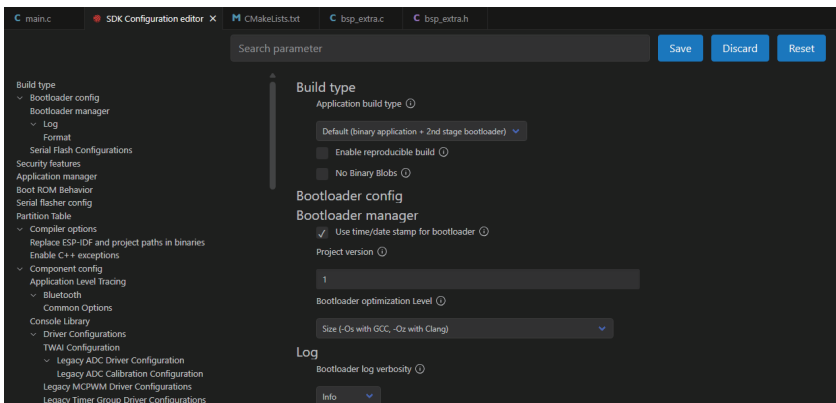 C main.c
SDK Configuration editor ×
M CMakeLists.txt
C bsp_extra.c
C bsp_extra.h
Search parameter
Save
Discard
Reset
Build type
Bootloader config
Bootloader manager
Log
Format
Serial Flash Configurations
Security features
Application manager
Boot ROM Behavior
Serial flasher config
Partition Table
Compiler options
Replace ESP-IDF and project paths in binaries
Enable C++ exceptions
Component config
Application Level Tracing
Bluetooth
Common Options
Console Library
Driver Configurations
TWAI Configuration
Legacy ADC Driver Configuration
Legacy ADC Calibration Configuration
Legacy MCPWM Driver Configurations
Legacy Timer Group Driver Configurations
Build type
Application build type
Default (binary application + 2nd stage bootloader)
Enable reproducible build
No Binary Blobs
Bootloader config
Bootloader manager
Use time/date stamp for bootloader
Project version
1
Bootloader optimization Level
Size (-Os with GCC, -Oz with Clang)
Log
Bootloader log verbosity
Info